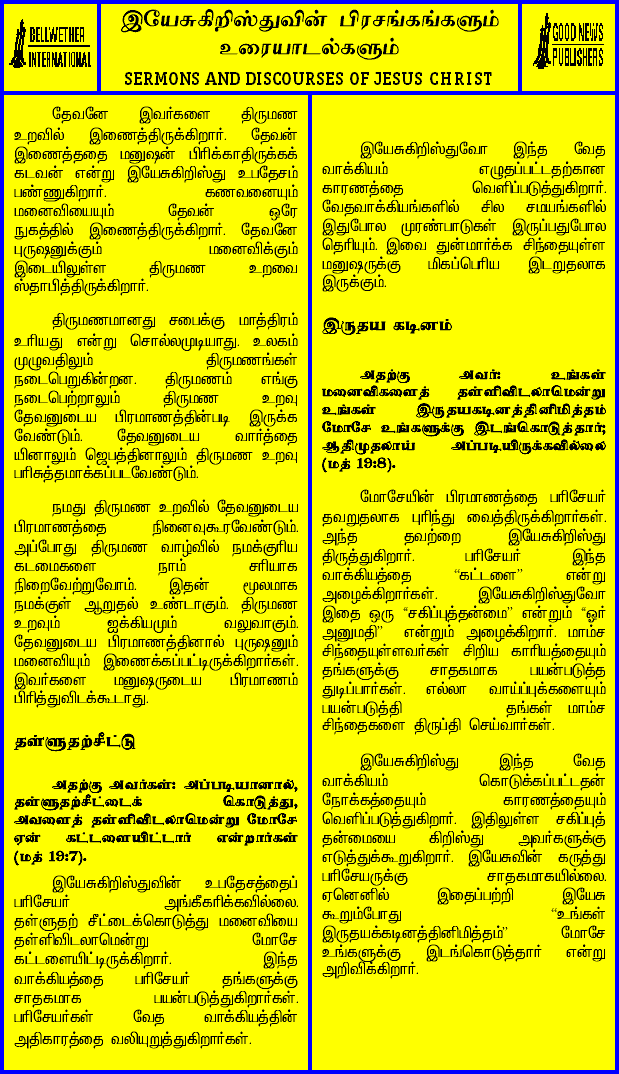 BELLWETHER
INTERNATIONAL
இயேசுகிறிஸ்துவின் பிரசங்கங்களும்
உரையாடல்களும்
SERMONS AND DISCOURSES OF JESUS CHRIST
GOOD NEWS
PUBLISHERS
தேவனே இவர்களை திருமண
உறவில் இணைத்திருக்கிறார். தேவன்
இணைத்ததை மனுஷன் பிரிக்காதிருக்கக்
கடவன் என்று இயேசுகிறிஸ்து உபதேசம்
பண்ணுகிறார். கணவனையும்
மனைவியையும் தேவன் ஒரே
நுகத்தில் இணைத்திருக்கிறார். தேவனே
புருஷனுக்கும் மனைவிக்கும்
இடையிலுள்ள திருமண உறவை
ஸ்தாபித்திருக்கிறார்.
திருமணமானது சபைக்கு மாத்திரம்
உரியது என்று சொல்லமுடியாது. உலகம்
முழுவதிலும் திருமணங்கள்
நடைபெறுகின்றன. திருமணம் எங்கு
நடைபெற்றாலும் திருமண உறவு
தேவனுடைய பிரமாணத்தின்படி இருக்க
வேண்டும். தேவனுடைய வார்த்தை
யினாலும் ஜெபத்தினாலும் திருமண உறவு
பரிசுத்தமாக்கப்படவேண்டும்.
நமது திருமண உறவில் தேவனுடைய
பிரமாணத்தை நினைவுகூரவேண்டும்.
அப்போது திருமண வாழ்வில் நமக்குரிய
கடமைகளை நாம் சரியாக
நிறைவேற்றுவோம். இதன் மூலமாக
நமக்குள் ஆறுதல் உண்டாகும். திருமண
உறவும் ஐக்கியமும் வலுவாகும்.
தேவனுடைய பிரமாணத்தினால் புருஷனும்
மனைவியும் இணைக்கப்பட்டிருக்கிறார்கள்.
இவர்களை மனுஷருடைய பிரமாணம்
பிரித்துவிடக்கூடாது.
தள்ளுதற்சீட்டு
அதற்கு அவர்கள்: அப்படியானால்,
தள்ளுதற்சீட்டைக் கொடுத்து,
அவளைத் தள்ளிவிடலாமென்று மோசே
ஏன் கட்டளையிட்டார் என்றார்கள்
(மத் 19:7).
இயேசுகிறிஸ்துவின் உபதேசத்தைப்
பரிசேயர் அங்கீகரிக்கவில்லை.
தள்ளுதற் சீட்டைக்கொடுத்து மனைவியை
தள்ளிவிடலாமென்று மோசே
கட்டளையிட்டிருக்கிறார். இந்த
வாக்கியத்தை பரிசேயர் தங்களுக்கு
சாதகமாக பயன்படுத்துகிறார்கள்.
பரிசேயர்கள் வேத வாக்கியத்தின்
அதிகாரத்தை வலியுறுத்துகிறார்கள்.
இயேசுகிறிஸ்துவோ இந்த வேத
வாக்கியம் எழுதப்பட்டதற்கான
காரணத்தை வெளிப்படுத்துகிறார்.
வேதவாக்கியங்களில் சில சமயங்களில்
இதுபோல முரண்பாடுகள் இருப்பதுபோல
தெரியும். இவை துன்மார்க்க சிந்தையுள்ள
மனுஷருக்கு மிகப்பெரிய இடறுதலாக
இருக்கும்.
இருதய கடினம்
அதற்கு அவர்: உங்கள்
மனைவிகளைத் தள்ளிவிடலாமென்று
உங்கள் இருதயகடினத்தினிமித்தம்
மோசே உங்களுக்கு இடங்கொடுத்தார்;
ஆதிமுதலாய் அப்படியிருக்கவில்லை
(மத் 19:8).
மோசேயின் பிரமாணத்தை பரிசேயர்
தவறுதலாக புரிந்து வைத்திருக்கிறார்கள்.
அந்த தவற்றை இயேசுகிறிஸ்து
திருத்துகிறார். பரிசேயர் இந்த
வாக்கியத்தை “கட்டளை” என்று
அழைக்கிறார்கள். இயேசுகிறிஸ்துவோ
இதை ஒரு “சகிப்புத்தன்மை” என்றும் “ஓர்
அனுமதி” என்றும் அழைக்கிறார். மாம்ச
சிந்தையுள்ளவர்கள் சிறிய காரியத்தையும்
தங்களுக்கு சாதகமாக பயன்படுத்த
துடிப்பார்கள். எல்லா வாய்ப்புக்களையும்
பயன்படுத்தி தங்கள் மாம்ச
சிந்தைகளை திருப்தி செய்வார்கள்.
இயேசுகிறிஸ்து இந்த வேத
வாக்கியம் கொடுக்கப்பட்டதன்
நோக்கத்தையும் காரணத்தையும்
வெளிப்படுத்துகிறார். இதிலுள்ள சகிப்புத்
தன்மையை கிறிஸ்து அவர்களுக்கு
எடுத்துக்கூறுகிறார். இயேசுவின் கருத்து
பரிசேயருக்கு சாதகமாகயில்லை.
ஏனெனில் இதைப்பற்றி இயேசு
கூறும்போது “உங்கள்
இருதயக்கடினத்தினிமித்தம்” மோசே
உங்களுக்கு இடங்கொடுத்தார் என்று
அறிவிக்கிறார்.